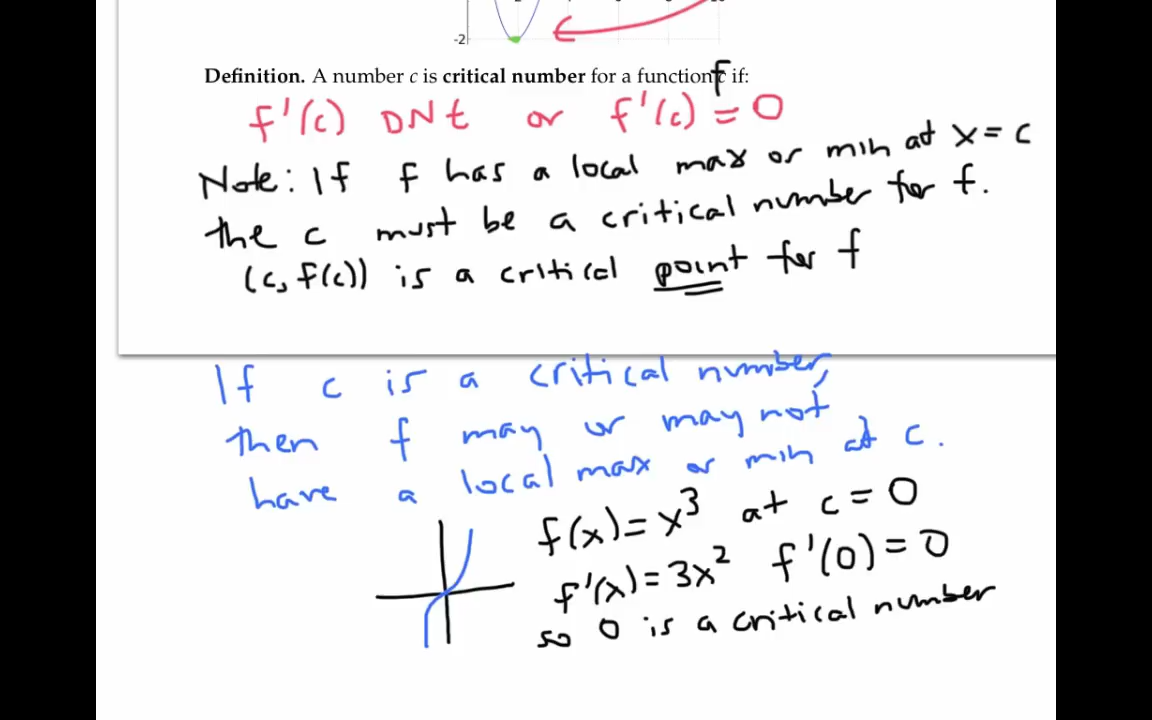 -2
Definition. A number c is critical number for a function f if:
f'(c) DNE or f'(c) = 0
Note: If f has a local max or min at x = c
the c must be a critical number for f.
(c, f(c)) is a critical point for f
If c is a critical number,
then f may or may not
have a local max or min at c.
f(x) = x³ at c = 0
f'(x) = 3x² f'(0) = 0
so 0 is a critical number